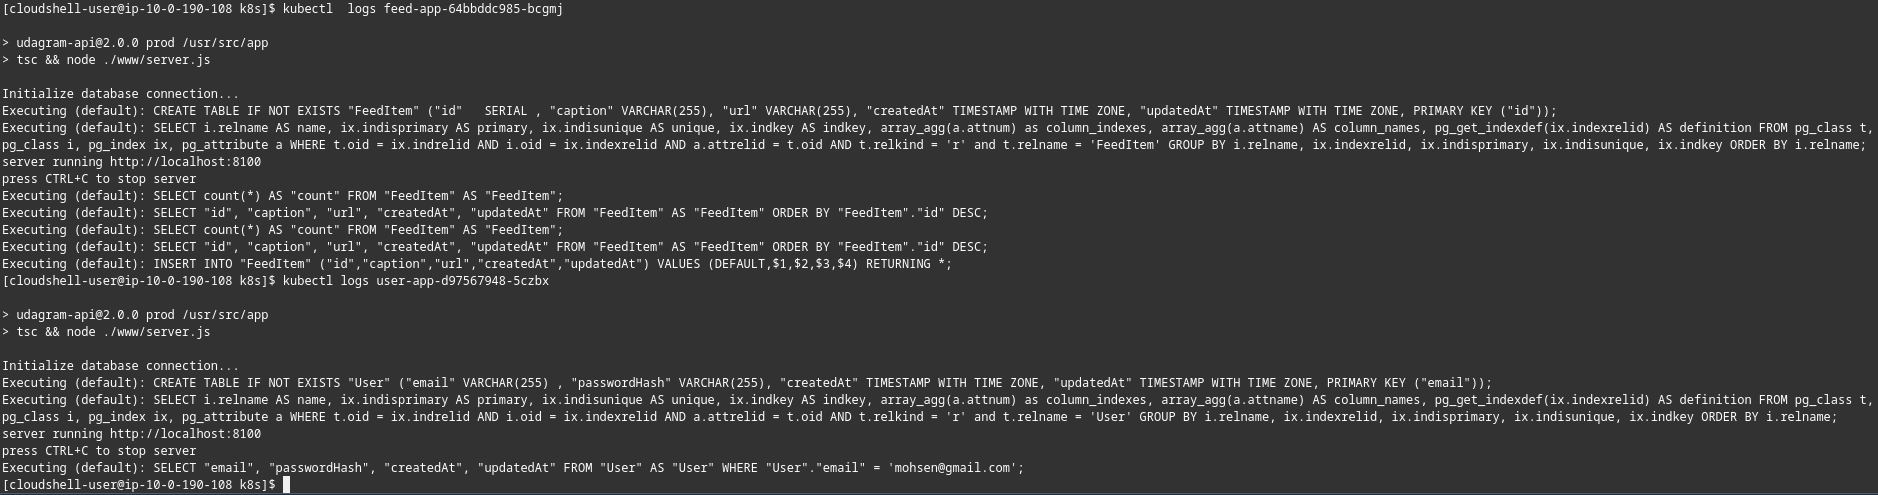 [cloudshell-user@ip-10-0-190-108 k8s]$ kubectl  logs feed-app-64bbddc985-bcgmj
> udagram-api@2.0.0 prod /usr/src/app
> tsc && node ./www/server.js
Initialize database connection...
Executing (default): CREATE TABLE IF NOT EXISTS "FeedItem" ("id"   SERIAL , "caption" VARCHAR(255), "url" VARCHAR(255), "createdAt" TIMESTAMP WITH TIME ZONE, "updatedAt" TIMESTAMP WITH TIME ZONE, PRIMARY KEY ("id"));
Executing (default): SELECT i.relname AS name, ix.indisprimary AS primary, ix.indisunique AS unique, ix.indkey AS indkey, array_agg(a.attnum) as column_indexes, array_agg(a.attname) AS column_names, pg_get_indexdef(ix.indexrelid) AS definition FROM pg_class t,
pg_class i, pg_index ix, pg_attribute a WHERE t.oid = ix.indrelid AND i.oid = ix.indexrelid AND a.attrelid = t.oid AND t.relkind = 'r' and t.relname = 'FeedItem' GROUP BY i.relname, ix.indexrelid, ix.indisprimary, ix.indisunique, ix.indkey ORDER BY i.relname;
server running http://localhost:8100
press CTRL+C to stop server
Executing (default): SELECT count(*) AS "count" FROM "FeedItem" AS "FeedItem";
Executing (default): SELECT "id", "caption", "url", "createdAt", "updatedAt" FROM "FeedItem" AS "FeedItem" ORDER BY "FeedItem"."id" DESC;
Executing (default): SELECT count(*) AS "count" FROM "FeedItem" AS "FeedItem";
Executing (default): SELECT "id", "caption", "url", "createdAt", "updatedAt" FROM "FeedItem" AS "FeedItem" ORDER BY "FeedItem"."id" DESC;
Executing (default): INSERT INTO "FeedItem" ("id","caption","url","createdAt","updatedAt") VALUES (DEFAULT,$1,$2,$3,$4) RETURNING *;
[cloudshell-user@ip-10-0-190-108 k8s]$ kubectl logs user-app-d97567948-5czbx
> udagram-api@2.0.0 prod /usr/src/app
> tsc && node ./www/server.js
Initialize database connection...
Executing (default): CREATE TABLE IF NOT EXISTS "User" ("email" VARCHAR(255) , "passwordHash" VARCHAR(255), "createdAt" TIMESTAMP WITH TIME ZONE, "updatedAt" TIMESTAMP WITH TIME ZONE, PRIMARY KEY ("email"));
Executing (default): SELECT i.relname AS name, ix.indisprimary AS primary, ix.indisunique AS unique, ix.indkey AS indkey, array_agg(a.attnum) as column_indexes, array_agg(a.attname) AS column_names, pg_get_indexdef(ix.indexrelid) AS definition FROM pg_class t,
pg_class i, pg_index ix, pg_attribute a WHERE t.oid = ix.indrelid AND i.oid = ix.indexrelid AND a.attrelid = t.oid AND t.relkind = 'r' and t.relname = 'User' GROUP BY i.relname, ix.indexrelid, ix.indisprimary, ix.indisunique, ix.indkey ORDER BY i.relname;
server running http://localhost:8100
press CTRL+C to stop server
Executing (default): SELECT "email", "passwordHash", "createdAt", "updatedAt" FROM "User" AS "User" WHERE "User"."email" = 'mohsen@gmail.com';
[cloudshell-user@ip-10-0-190-108 k8s]$